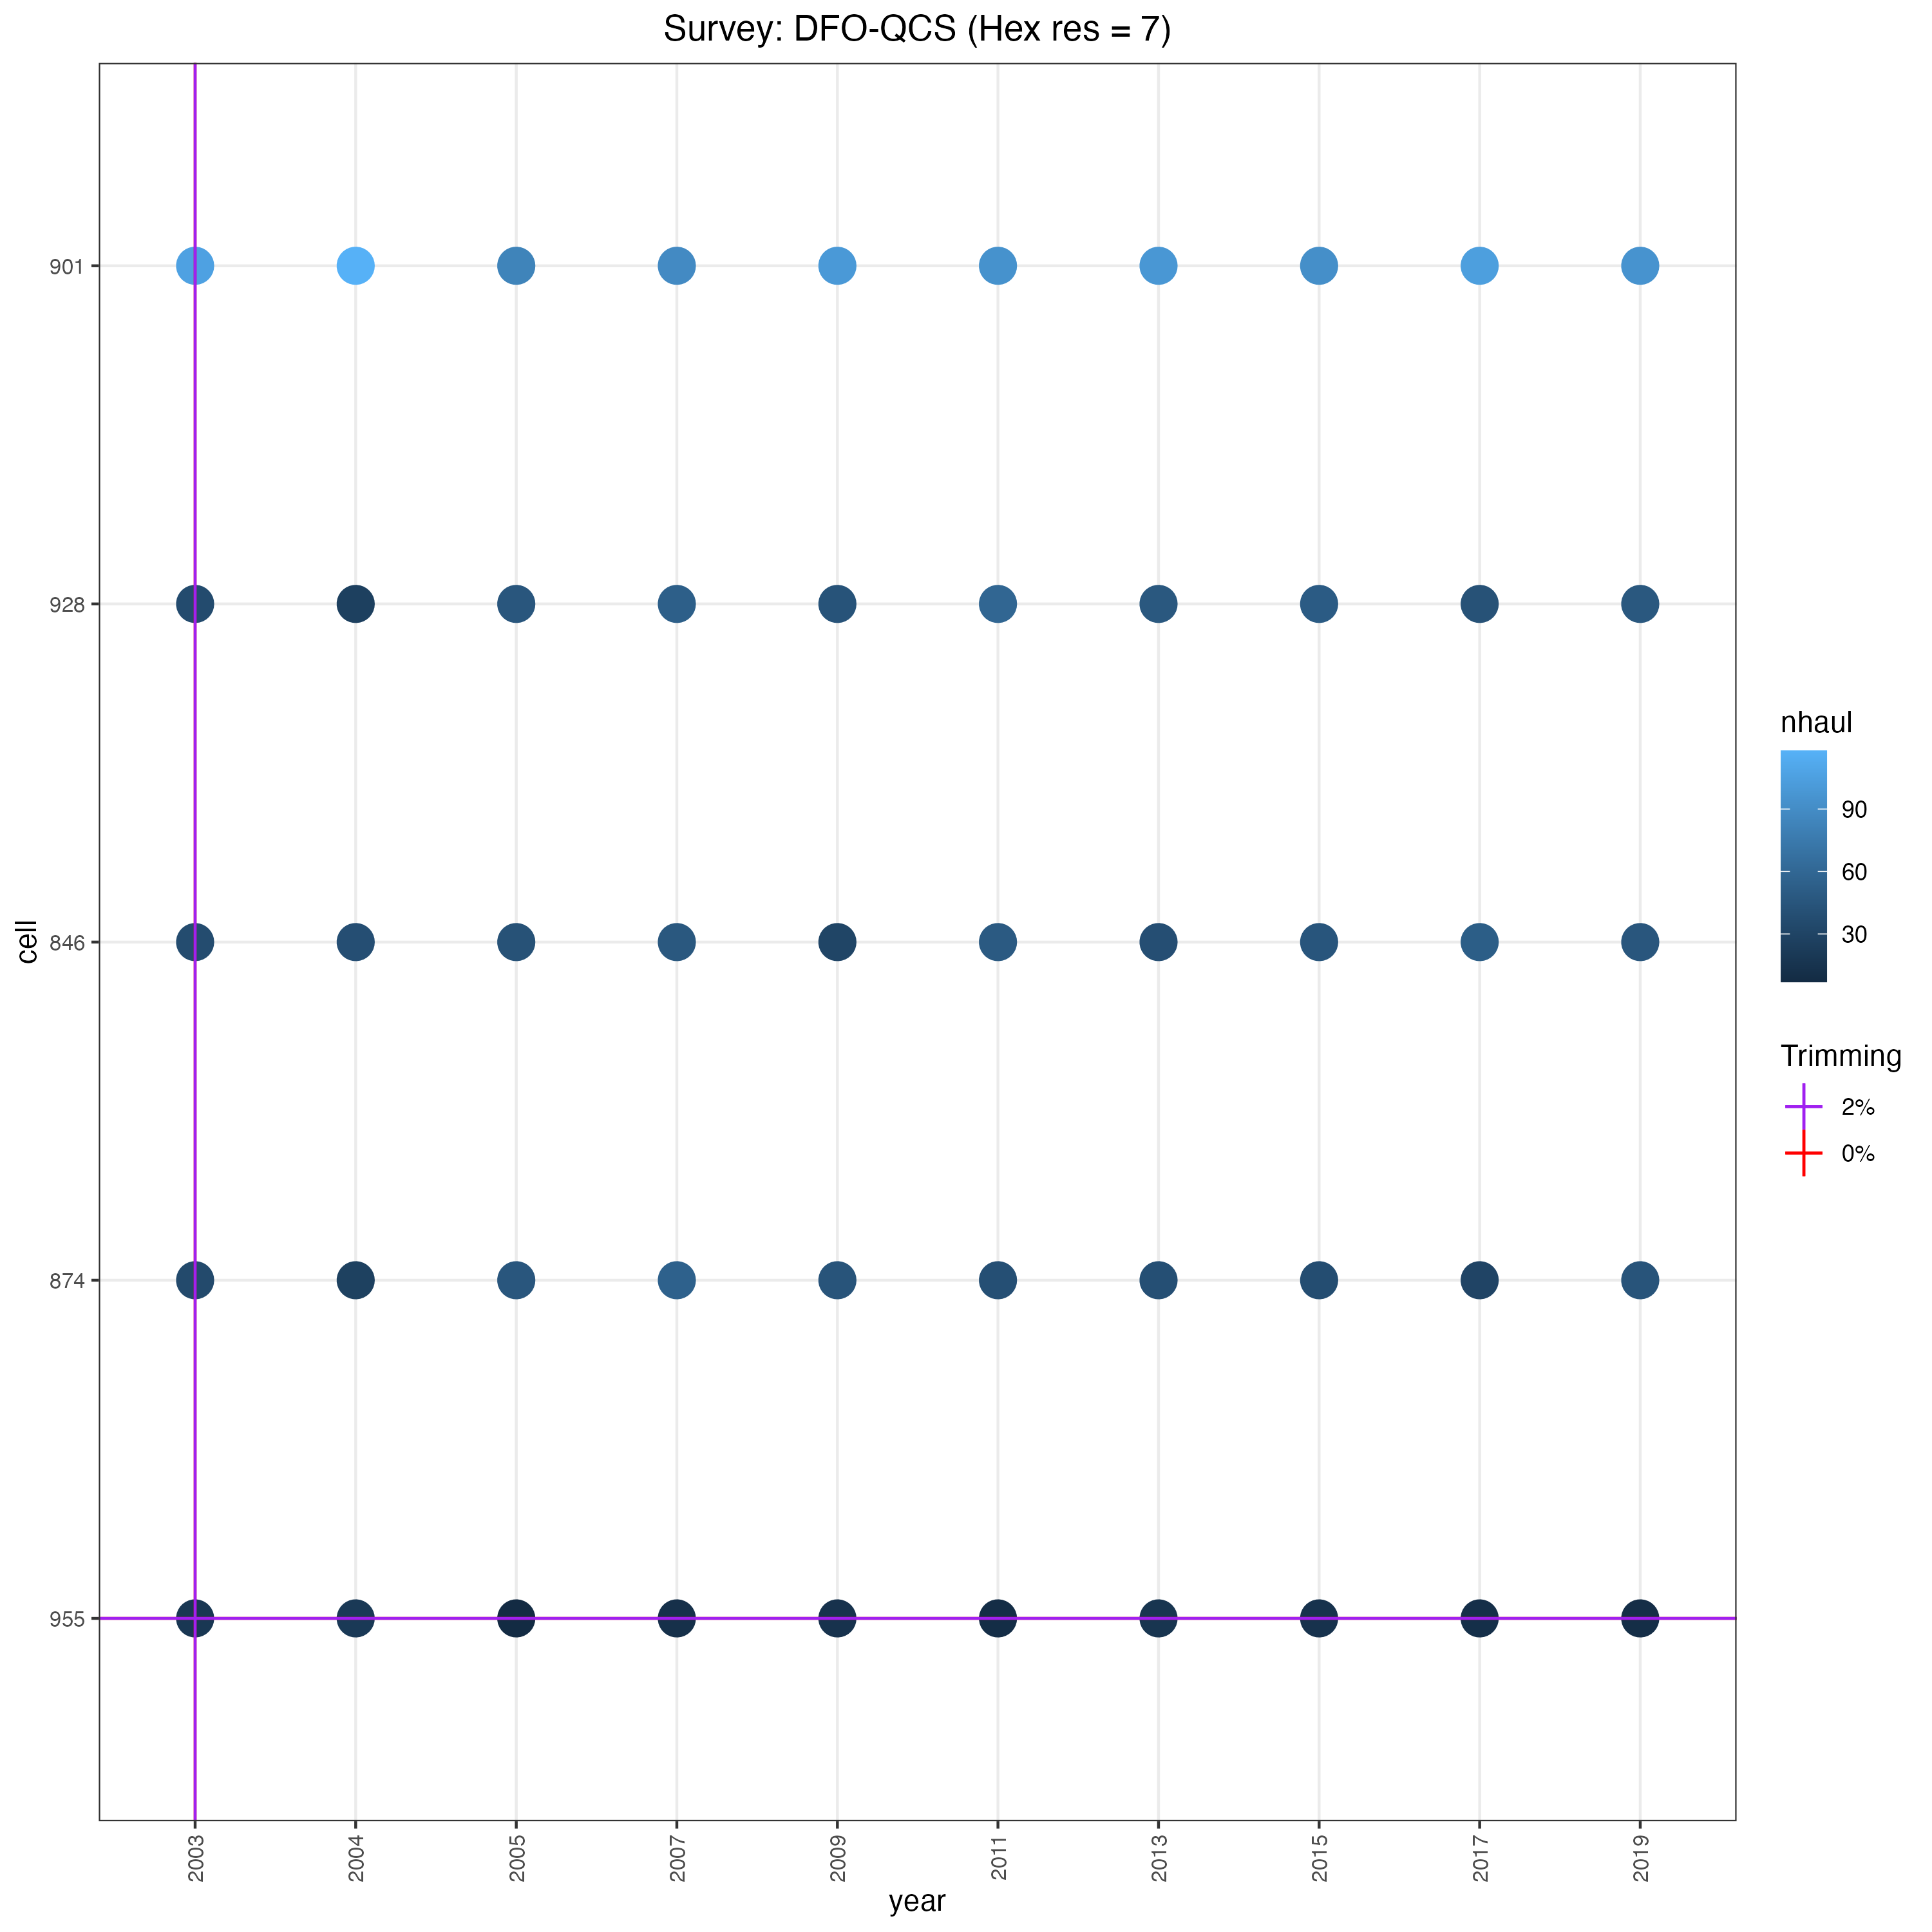 Survey: DFO-QCS (Hex res = 7)
cell
901
928
846
874
955
2003 2004 2005 2007 2009 2011 2013 2015 2017 2019
year
nhaul
90
60
30
Trimming
2%
0%